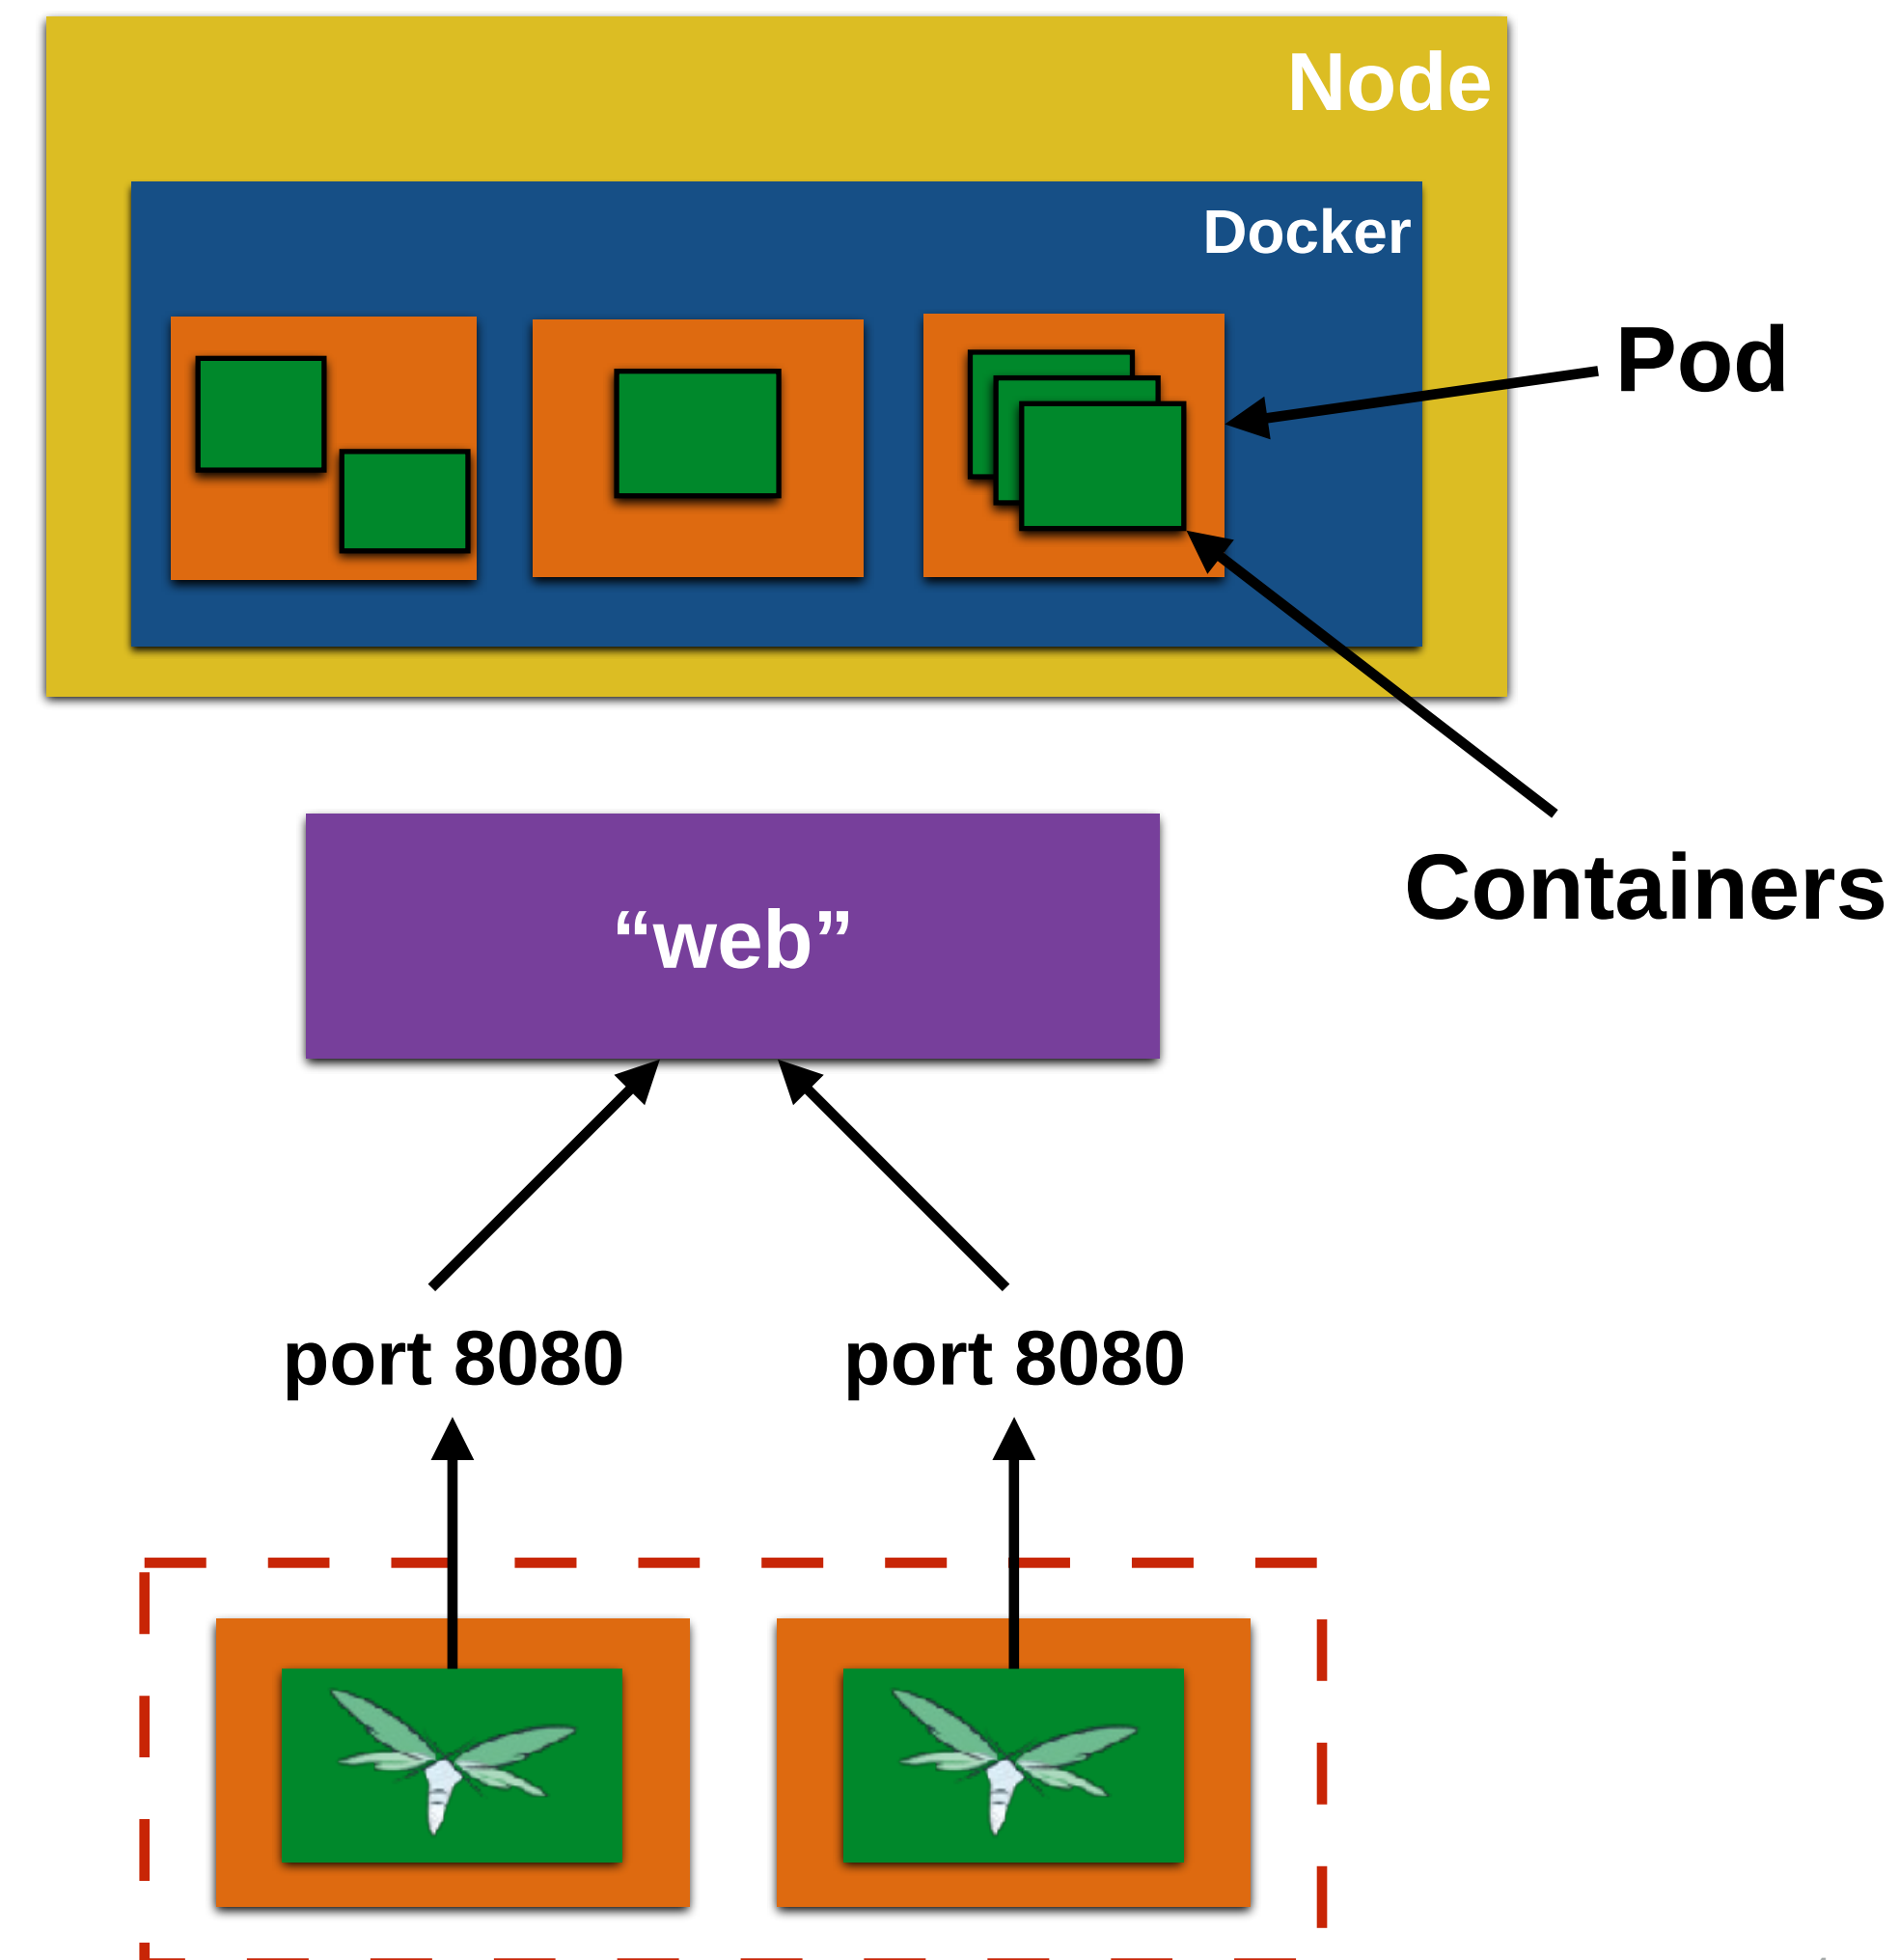 Node
Docker
Pod
Containers
“web”
port 8080 port 8080